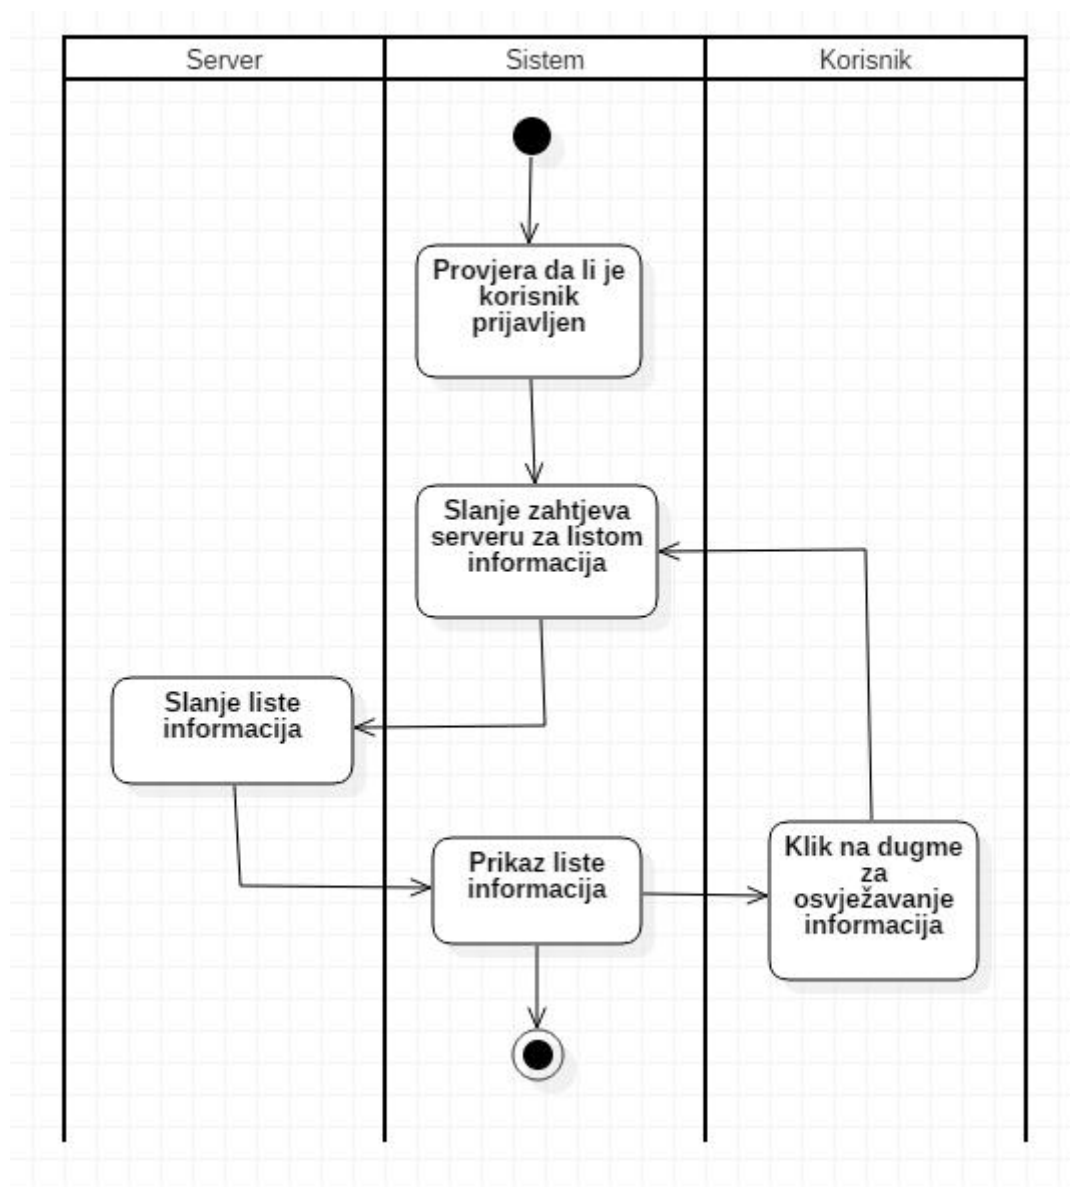 Server
Sistem
Korisnik
Provjera da li je
korisnik
prijavljen
Slanje zahtjeva
serveru za listom
informacija
Slanje liste
informacija
Prikaz liste
informacija
Klik na dugme
za
osvježavanje
informacija